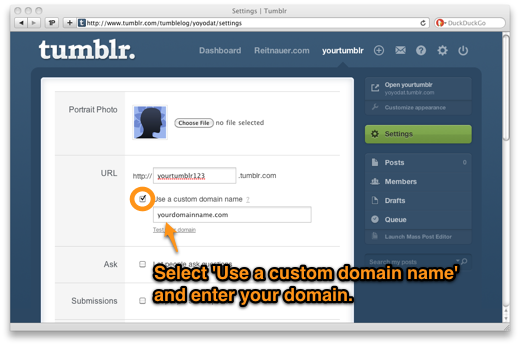 Settings | Tumblr
http://www.tumblr.com/tumblelog/yoyodat/settings
DuckDuckGo
tumblr.
Dashboard Reitnauer.com yourtumblr
Portrait Photo
Choose File no file selected
URL
http:// yourtumblr123 .tumblr.com
Use a custom domain name ?
yourdomainname.com
domain
Select 'Use a custom domain name'
and enter your domain.
Ask
people ask questions
Submissions
Open yourtumblr
yoyodat.tumblr.com
Customize appearance
Settings
Posts 0
Members
Drafts
Queue
Launch Mass Post Editor
Search my posts